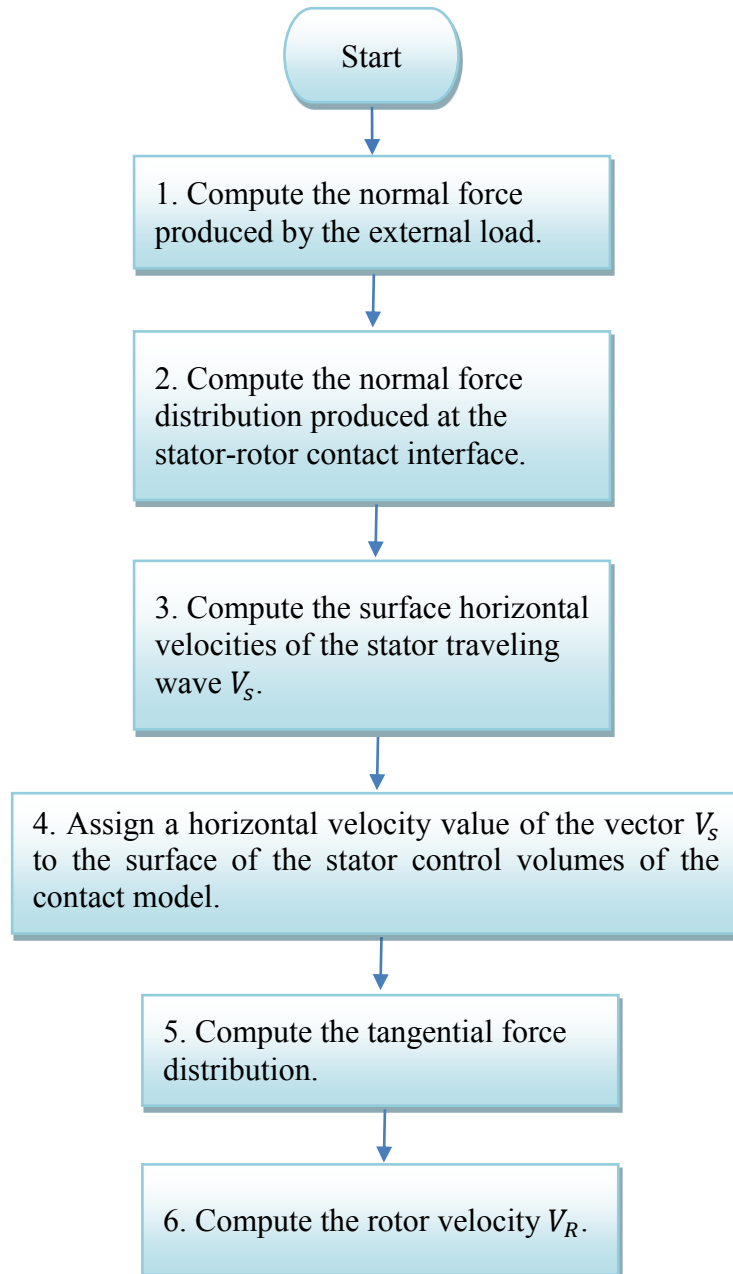 Start
1. Compute the normal force
produced by the external load.
2. Compute the normal force
distribution produced at the
stator-rotor contact interface.
3. Compute the surface horizontal
velocities of the stator traveling
wave Vₛ.
4. Assign a horizontal velocity value of the vector Vₛ
to the surface of the stator control volumes of the
contact model.
5. Compute the tangential force
distribution.
6. Compute the rotor velocity V_R.